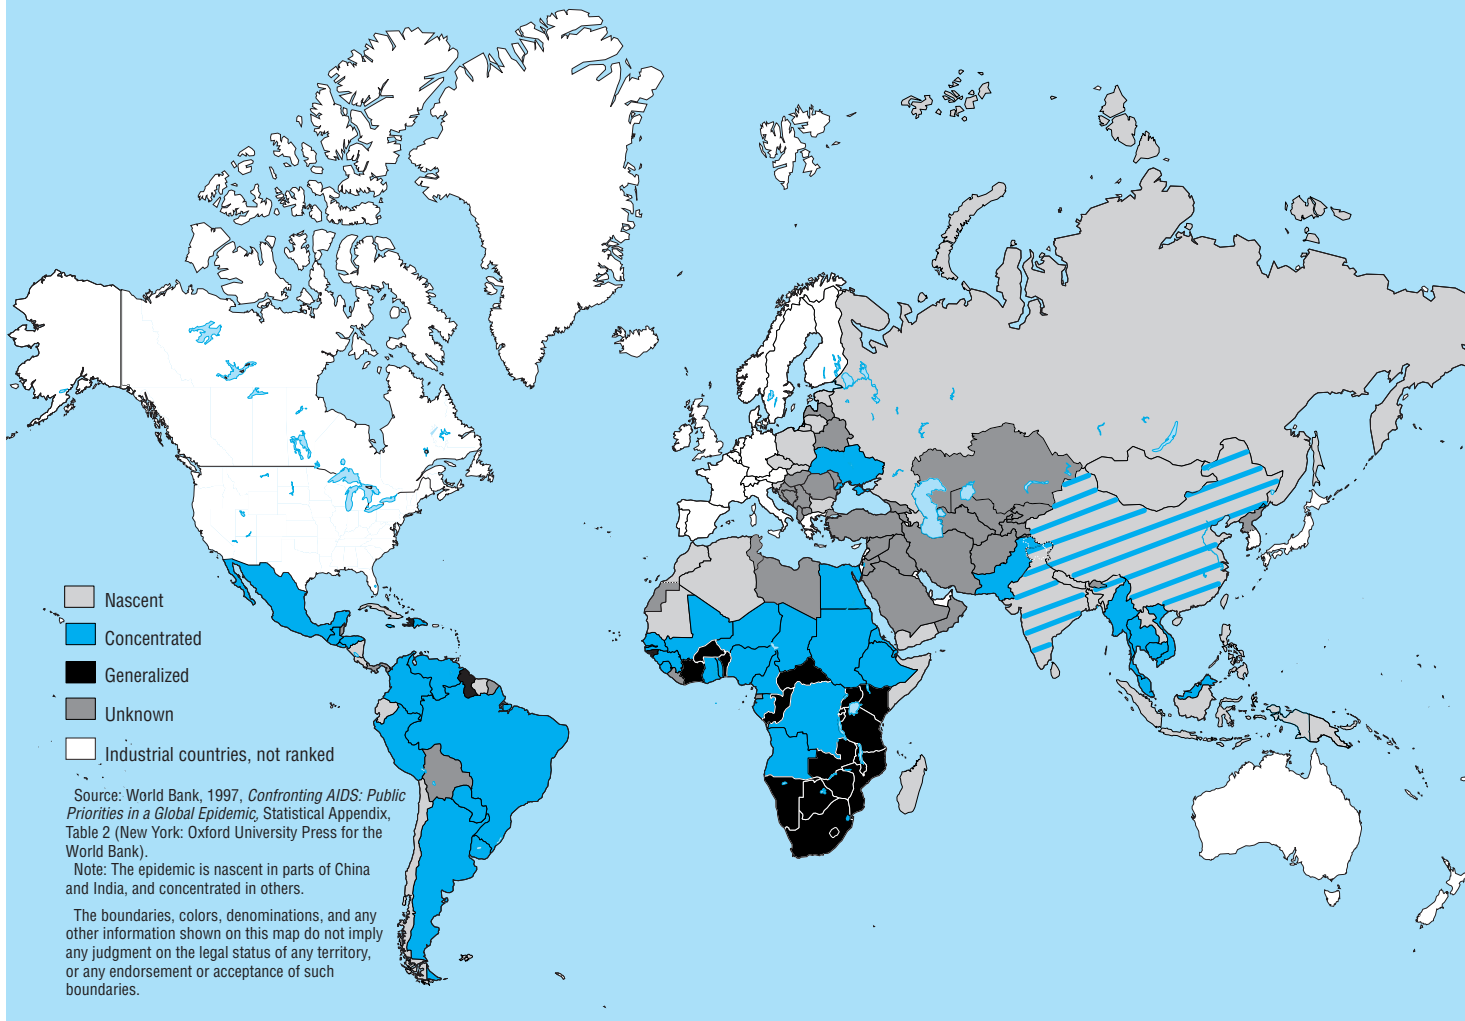 Nascent
Concentrated
Generalized
Unknown
Industrial countries, not ranked
Source: World Bank, 1997, Confronting AIDS: Public
Priorities in a Global Epidemic, Statistical Appendix,
Table 2 (New York: Oxford University Press for the
World Bank).
Note: The epidemic is nascent in parts of China
and India, and concentrated in others.
The boundaries, colors, denominations, and any
other information shown on this map do not imply
any judgment on the legal status of any territory,
or any endorsement or acceptance of such
boundaries.